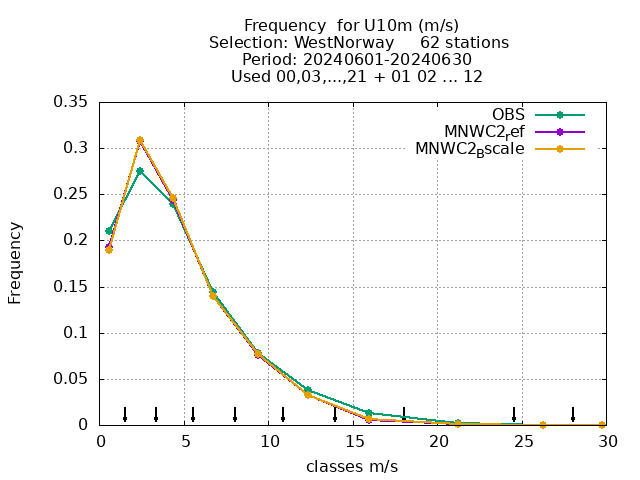 Frequency  for U10m (m/s)
Selection: WestNorway     62 stations
Period: 20240601-20240630
Used 00,03,...,21 + 01 02 ... 12
OBS
MNWC2ref
MNWC2Bscale
Frequency
0.35
0.3
0.25
0.2
0.15
0.1
0.05
0
0 5 10 15 20 25 30
classes m/s